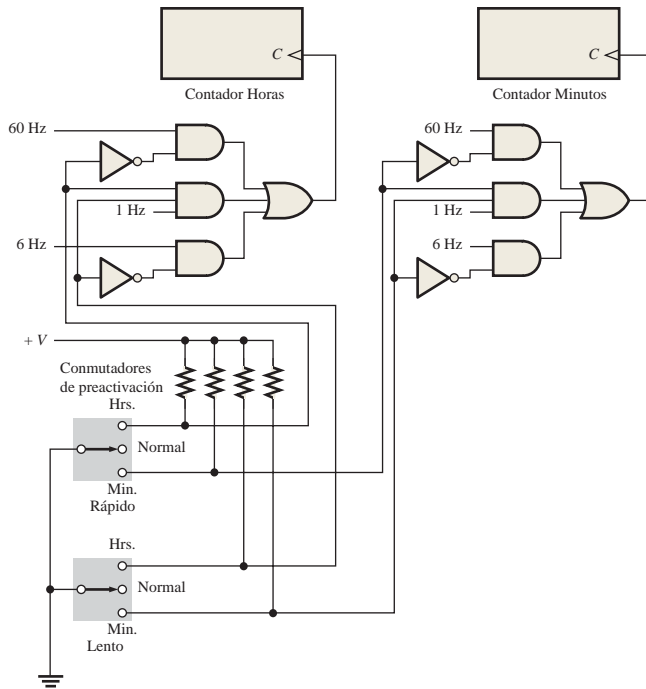 C
C
Contador Horas
Contador Minutos
60 Hz
60 Hz
1 Hz
1 Hz
6 Hz
6 Hz
+ V
Conmutadores
de preactivación
Hrs.
Normal
Min.
Rápido
Hrs.
Normal
Min.
Lento